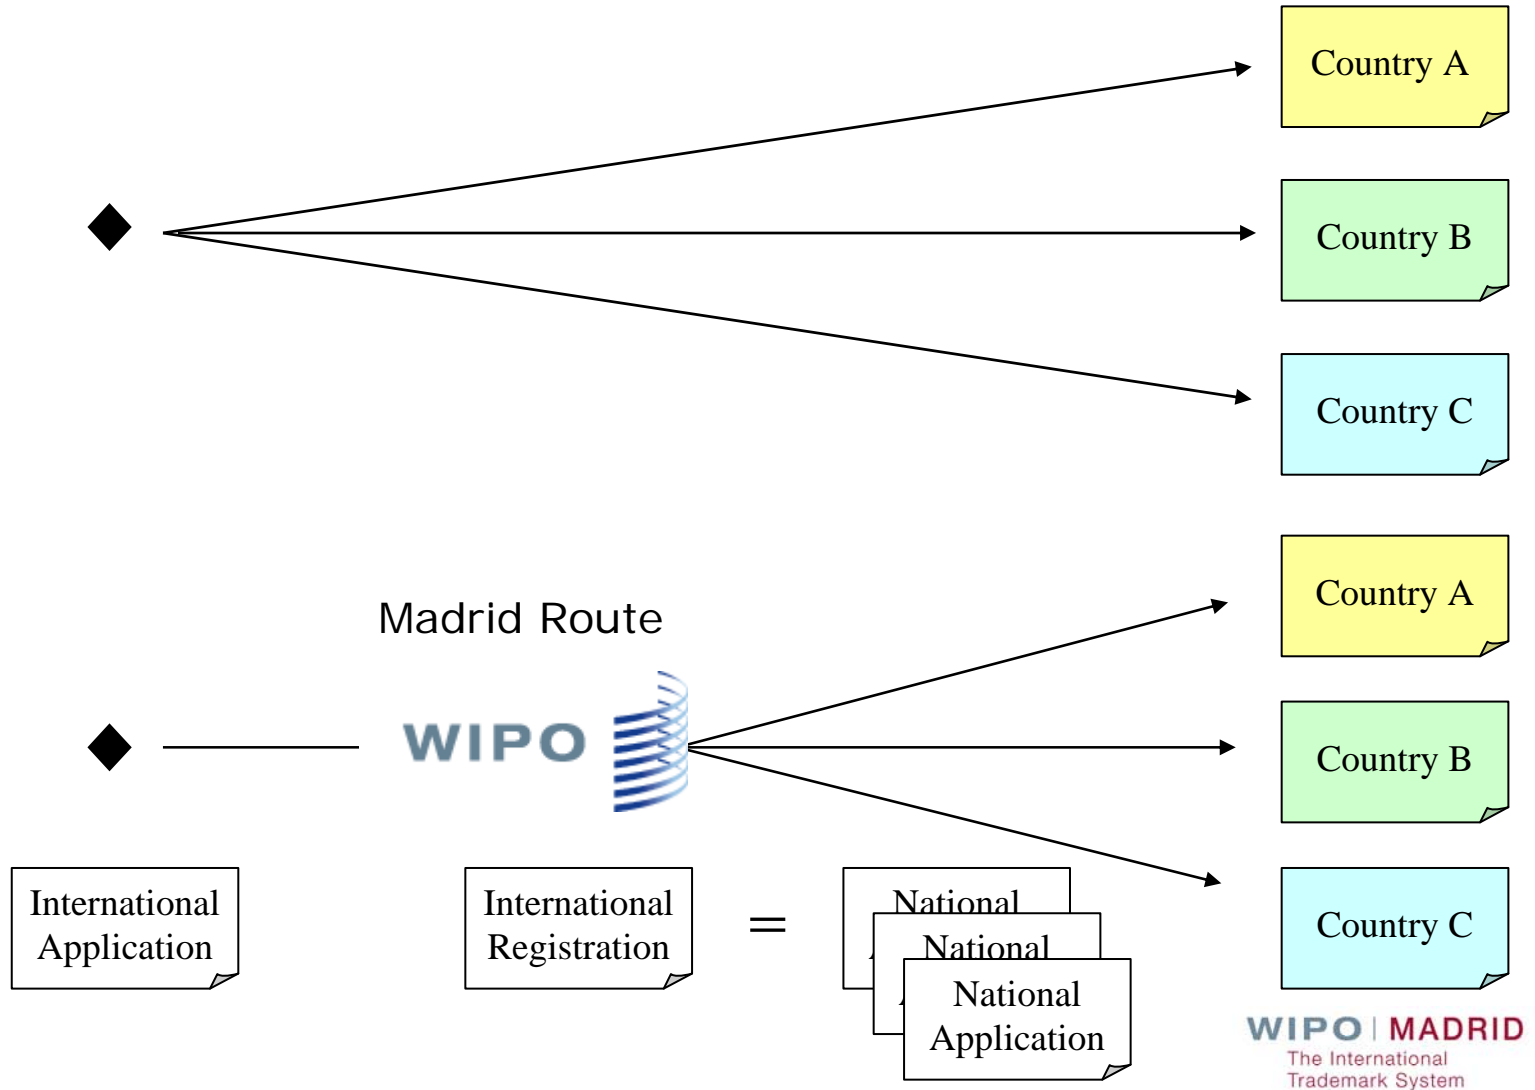 Country A
Country B
Country C
Madrid Route
Country A
WIPO
Country B
International
Application
International
Registration
=
National
National
National
Application
Country C
WIPO | MADRID
The International
Trademark System